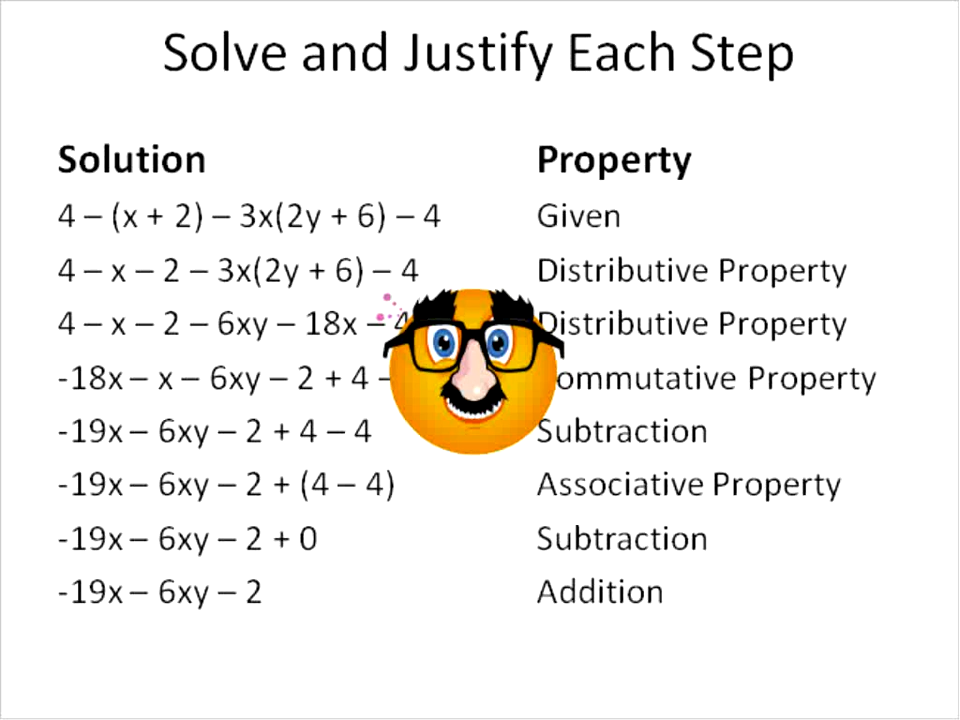 Solve and Justify Each Step
Solution Property
4 – (x + 2) – 3x(2y + 6) – 4 Given
4 – x – 2 – 3x(2y + 6) – 4 Distributive Property
4 – x – 2 – 6xy – 18x – 4 Distributive Property
-18x – x – 6xy – 2 + 4 – Commutative Property
-19x – 6xy – 2 + 4 – 4 Subtraction
-19x – 6xy – 2 + (4 – 4) Associative Property
-19x – 6xy – 2 + 0 Subtraction
-19x – 6xy – 2 Addition